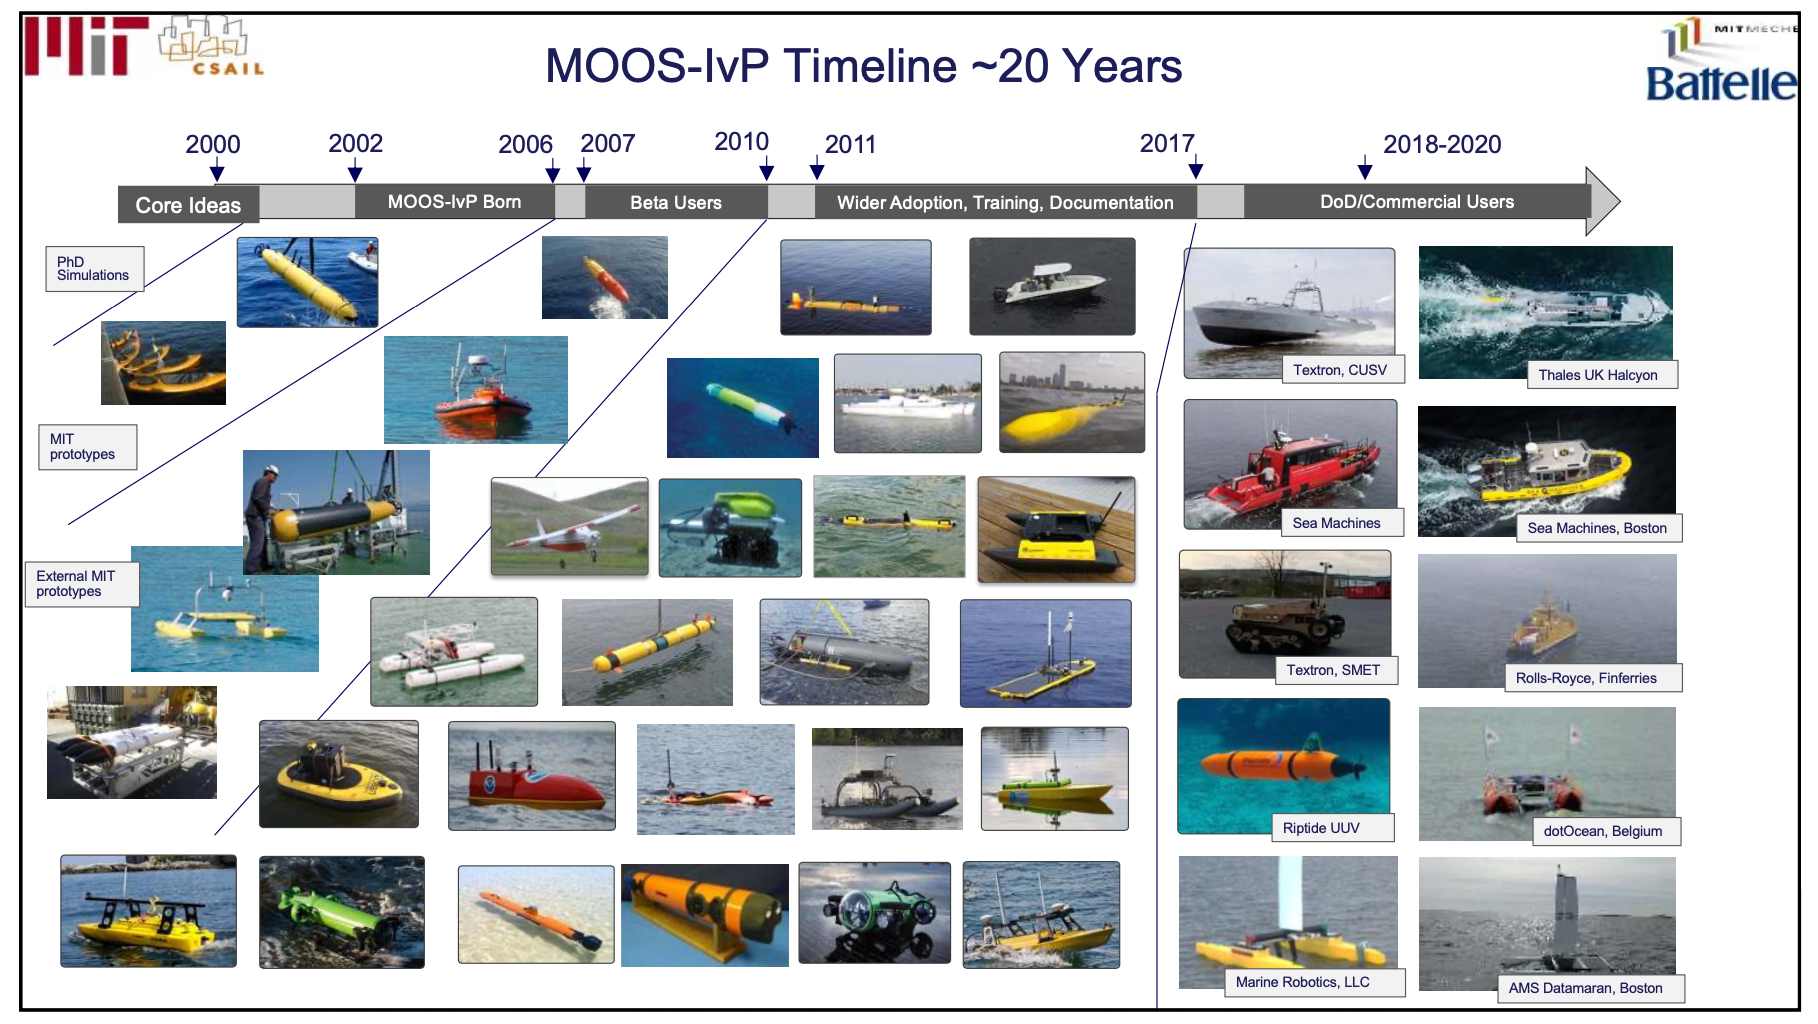 MIT
CSAIL
MOOS-IvP Timeline ~20 Years
MITMECHE
Battelle
2000
2002
2006
2007
2010
2011
2017
2018-2020
Core Ideas
MOOS-IvP Born
Beta Users
Wider Adoption, Training, Documentation
DoD/Commercial Users
PhD
Simulations
MIT
prototypes
External MIT
prototypes
Textron, CUSV
Thales UK Halcyon
Sea Machines
Sea Machines, Boston
Textron, SMET
Rolls-Royce, Finferries
Riptide UUV
dotOcean, Belgium
Marine Robotics, LLC
AMS Datamaran, Boston